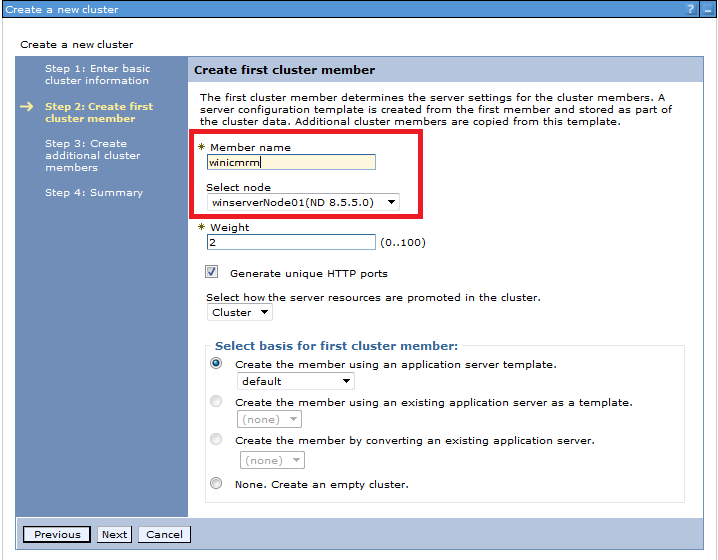 Create a new cluster
?
Create a new cluster
Step 1: Enter basic
cluster information
Step 2: Create first
cluster member
Step 3: Create
additional cluster
members
Step 4: Summary
Create first cluster member
The first cluster member determines the server settings for the cluster members. A
server configuration template is created from the first member and stored as part of
the cluster data. Additional cluster members are copied from this template.
* Member name
winicmrm
Select node
winserverNode01(ND 8.5.5.0)
* Weight
2 (0..100)
Generate unique HTTP ports
Select how the server resources are promoted in the cluster.
Cluster
Select basis for first cluster member:
Create the member using an application server template.
default
Create the member using an existing application server as a template.
(none)
Create the member by converting an existing application server.
(none)
None. Create an empty cluster.
Previous Next Cancel